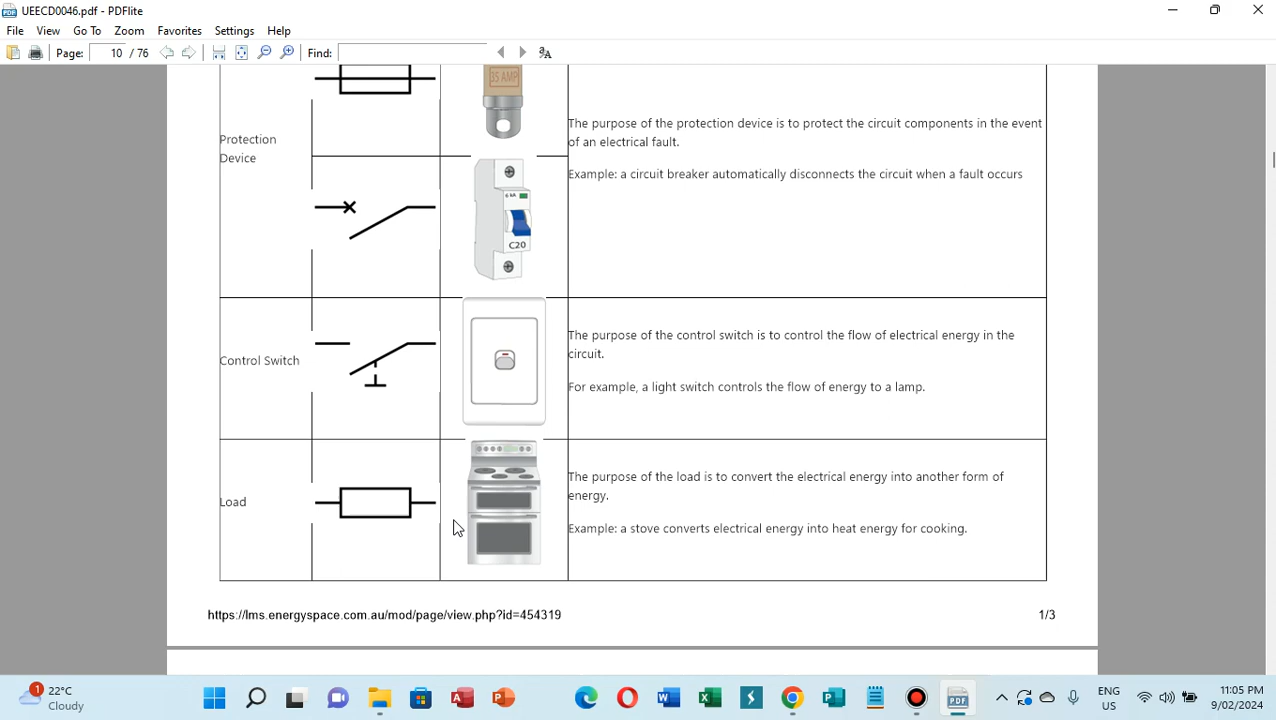 UEECD0046.pdf - PDFlite
File View Go To Zoom Favorites Settings Help
Page: 10 / 76 Find:
35 AMP
Protection
Device
The purpose of the protection device is to protect the circuit components in the event
of an electrical fault.
Example: a circuit breaker automatically disconnects the circuit when a fault occurs
6 kA
C20
Control Switch
The purpose of the control switch is to control the flow of electrical energy in the
circuit.
For example, a light switch controls the flow of energy to a lamp.
Load
The purpose of the load is to convert the electrical energy into another form of
energy.
Example: a stove converts electrical energy into heat energy for cooking.
https://lms.energyspace.com.au/mod/page/view.php?id=454319
1/3
1
22°C
Cloudy
ENG
US
11:05 PM
9/02/2024